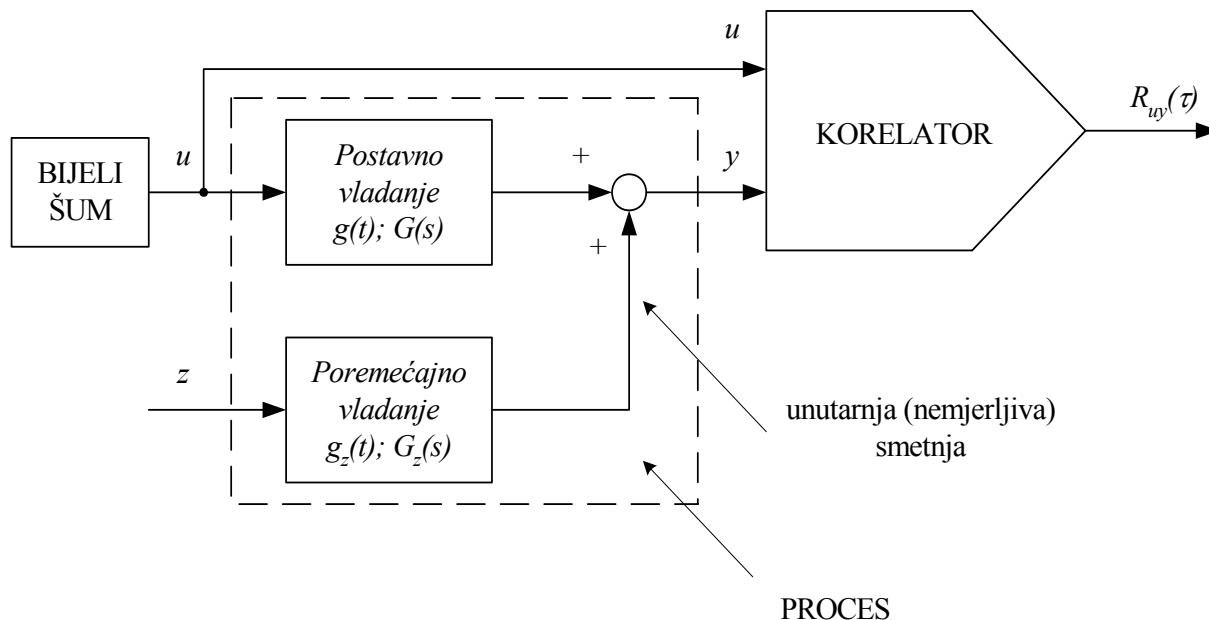 u
KORELATOR
R_uy(τ)
BIJELI
ŠUM
u
Postavno
vladanje
g(t); G(s)
+
y
+
z
Poremećajno
vladanje
g_z(t); G_z(s)
unutarnja (nemjerljiva)
smetnja
PROCES